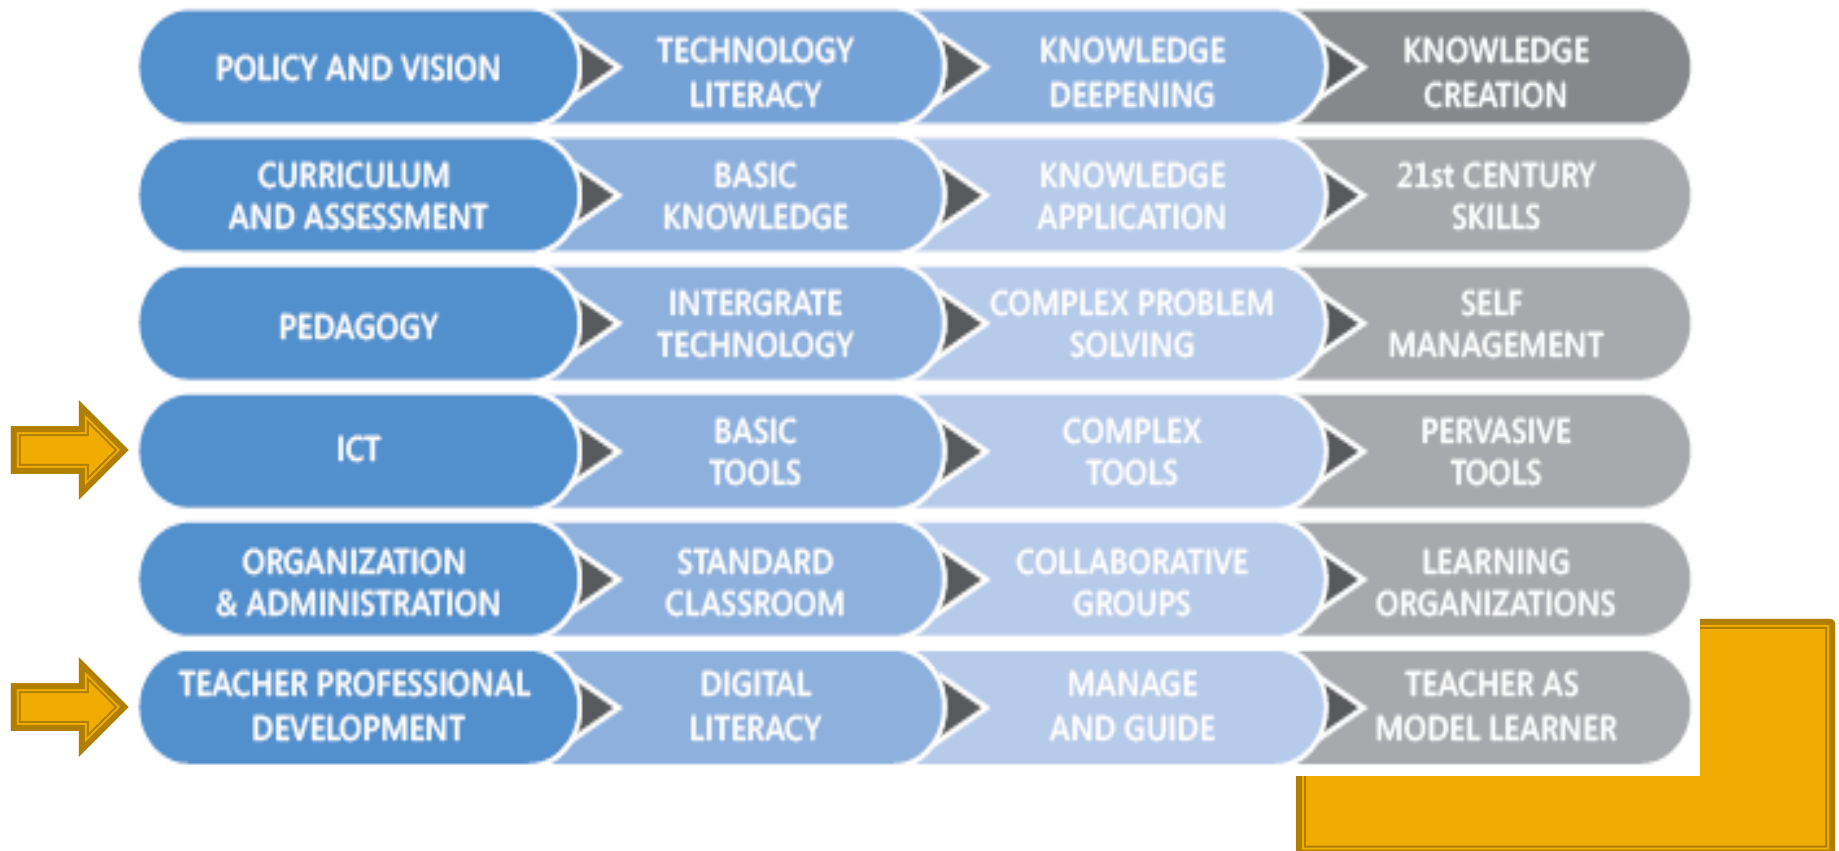 POLICY AND VISION
TECHNOLOGY
LITERACY
KNOWLEDGE
DEEPENING
KNOWLEDGE
CREATION
CURRICULUM
AND ASSESSMENT
BASIC
KNOWLEDGE
KNOWLEDGE
APPLICATION
21st CENTURY
SKILLS
PEDAGOGY
INTERGRATE
TECHNOLOGY
COMPLEX PROBLEM
SOLVING
SELF
MANAGEMENT
ICT
BASIC
TOOLS
COMPLEX
TOOLS
PERVASIVE
TOOLS
ORGANIZATION
& ADMINISTRATION
STANDARD
CLASSROOM
COLLABORATIVE
GROUPS
LEARNING
ORGANIZATIONS
TEACHER PROFESSIONAL
DEVELOPMENT
DIGITAL
LITERACY
MANAGE
AND GUIDE
TEACHER AS
MODEL LEARNER